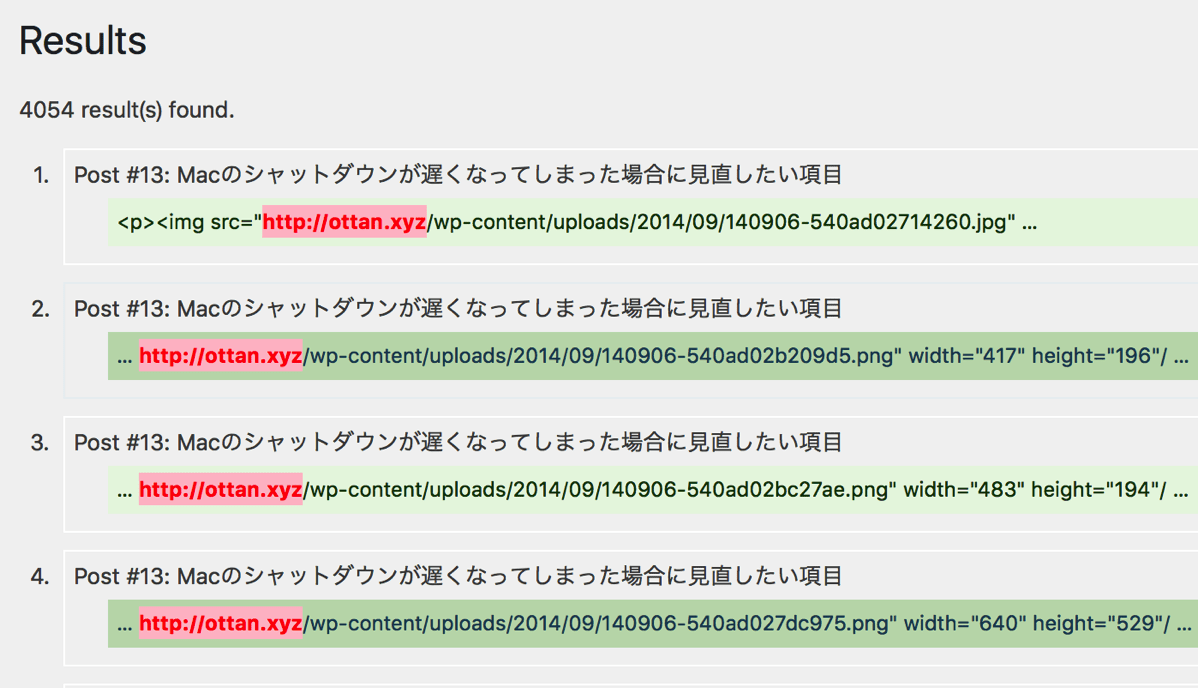 Results
4054 result(s) found.
1. Post #13: Macのシャットダウンが遅くなってしまった場合に見直したい項目
<p><img src="http://ottan.xyz/wp-content/uploads/2014/09/140906-540ad02714260.jpg" ...
2. Post #13: Macのシャットダウンが遅くなってしまった場合に見直したい項目
... http://ottan.xyz/wp-content/uploads/2014/09/140906-540ad02b209d5.png" width="417" height="196"/ ...
3. Post #13: Macのシャットダウンが遅くなってしまった場合に見直したい項目
... http://ottan.xyz/wp-content/uploads/2014/09/140906-540ad02bc27ae.png" width="483" height="194"/ ...
4. Post #13: Macのシャットダウンが遅くなってしまった場合に見直したい項目
... http://ottan.xyz/wp-content/uploads/2014/09/140906-540ad027dc975.png" width="640" height="529"/ ...